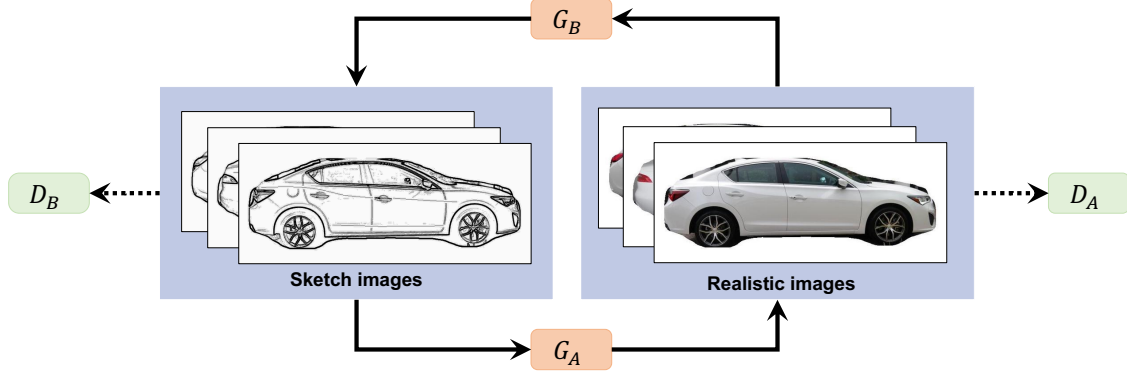 G_B
D_B
D_A
Sketch images
Realistic images
G_A